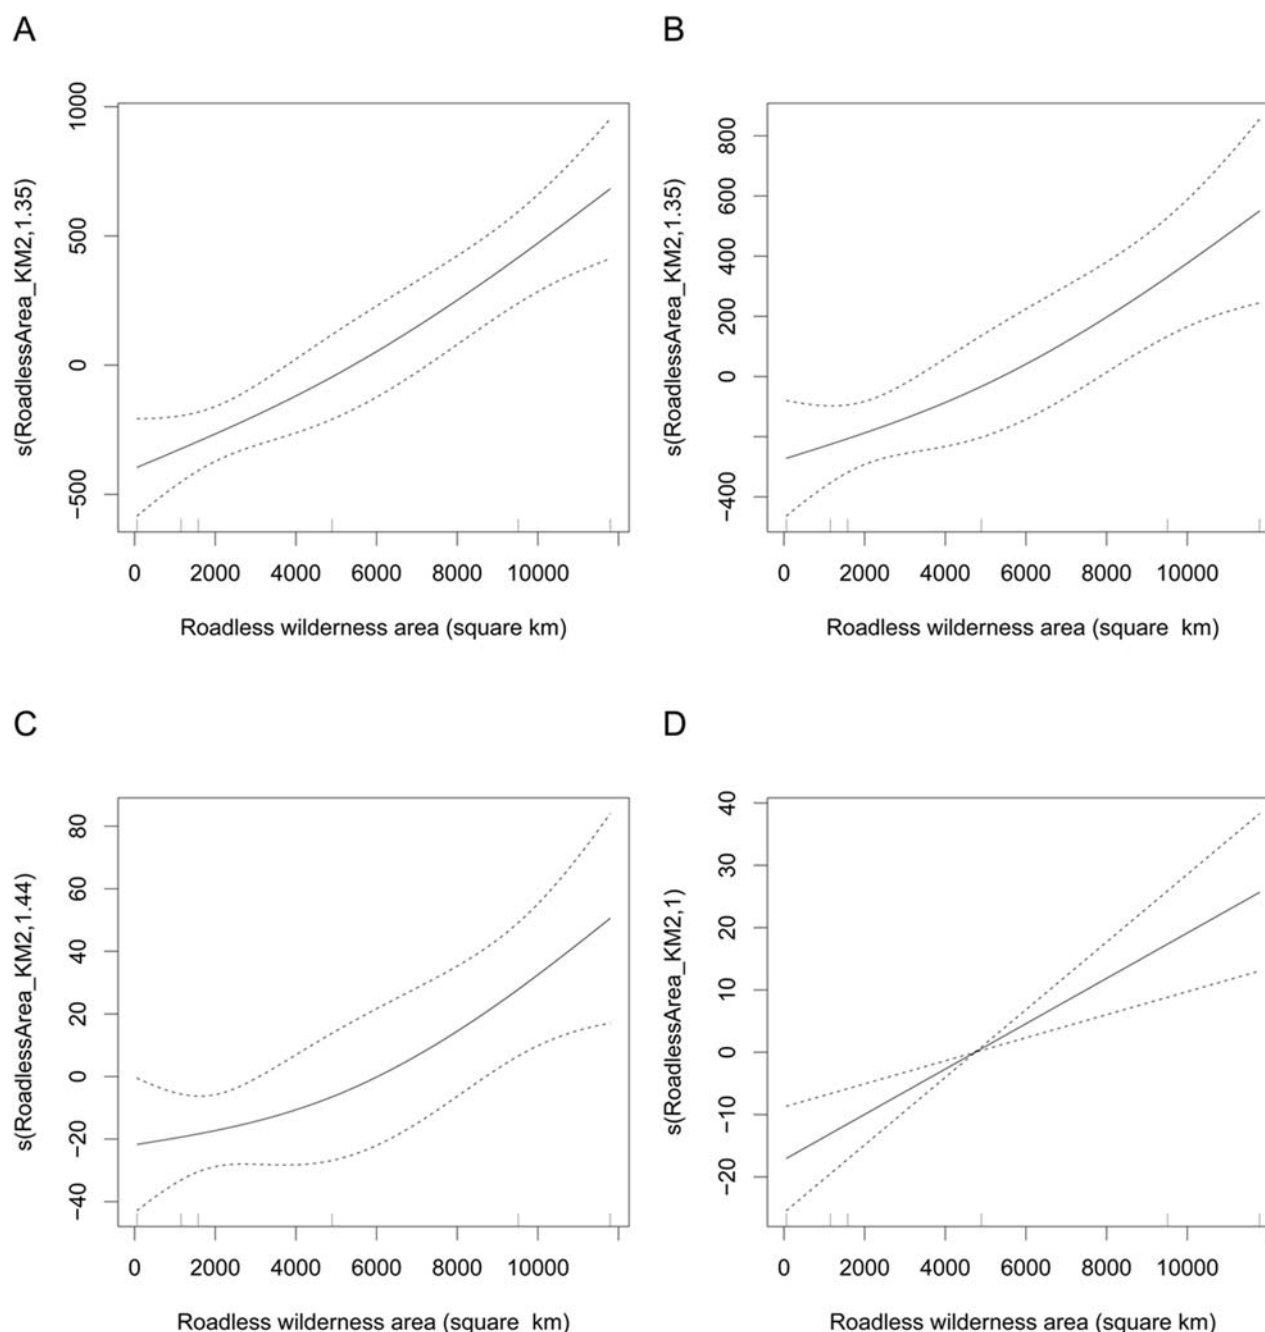 A
s(RoadlessArea_KM2,1.35)
1000
500
0
−500
0 2000 4000 6000 8000 10000
Roadless wilderness area (square km)
B
s(RoadlessArea_KM2,1.35)
800
600
400
200
0
−400
0 2000 4000 6000 8000 10000
Roadless wilderness area (square km)
C
s(RoadlessArea_KM2,1.44)
80
60
40
20
0
−20
−40
0 2000 4000 6000 8000 10000
Roadless wilderness area (square km)
D
s(RoadlessArea_KM2,1)
40
30
20
10
0
−10
−20
0 2000 4000 6000 8000 10000
Roadless wilderness area (square km)